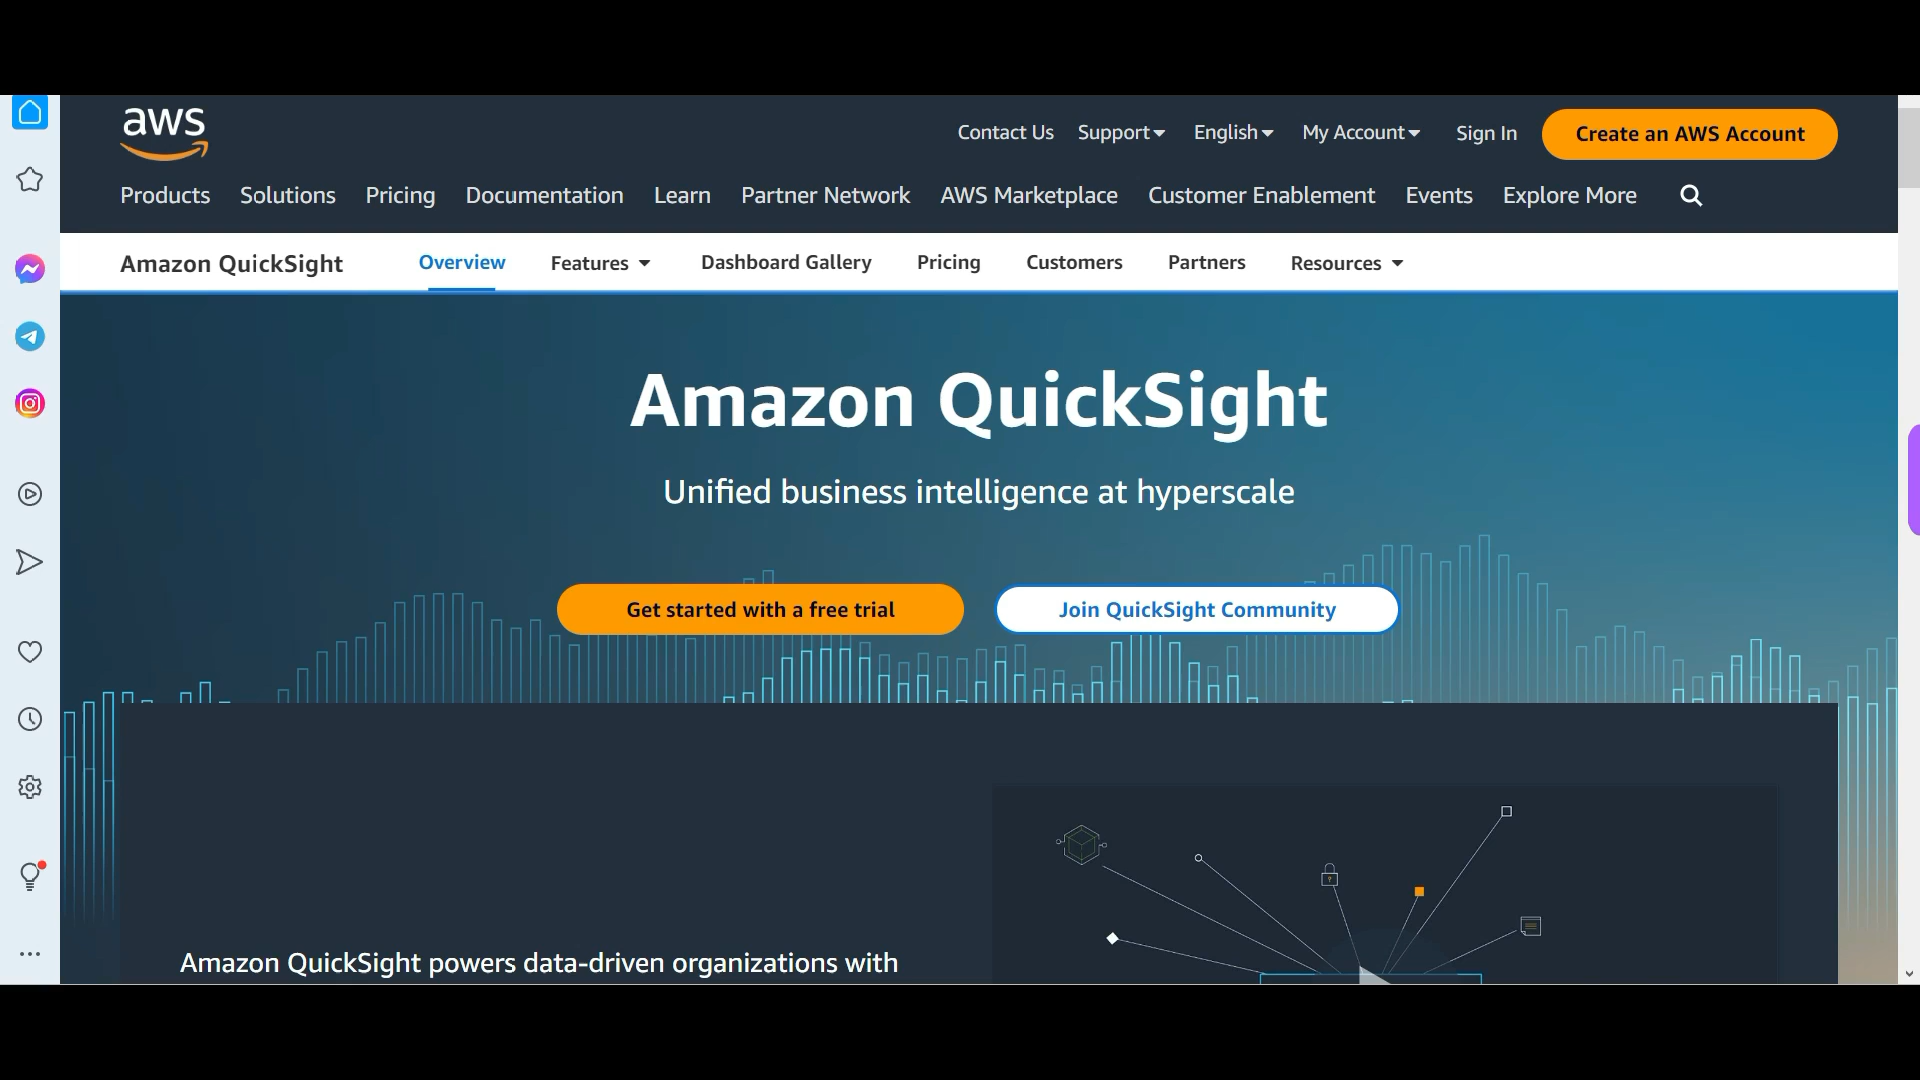 aws
Contact Us Support English My Account Sign In Create an AWS Account
Products Solutions Pricing Documentation Learn Partner Network AWS Marketplace Customer Enablement Events Explore More
Amazon QuickSight Overview Features Dashboard Gallery Pricing Customers Partners Resources
Amazon QuickSight
Unified business intelligence at hyperscale
Get started with a free trial Join QuickSight Community
Amazon QuickSight powers data-driven organizations with